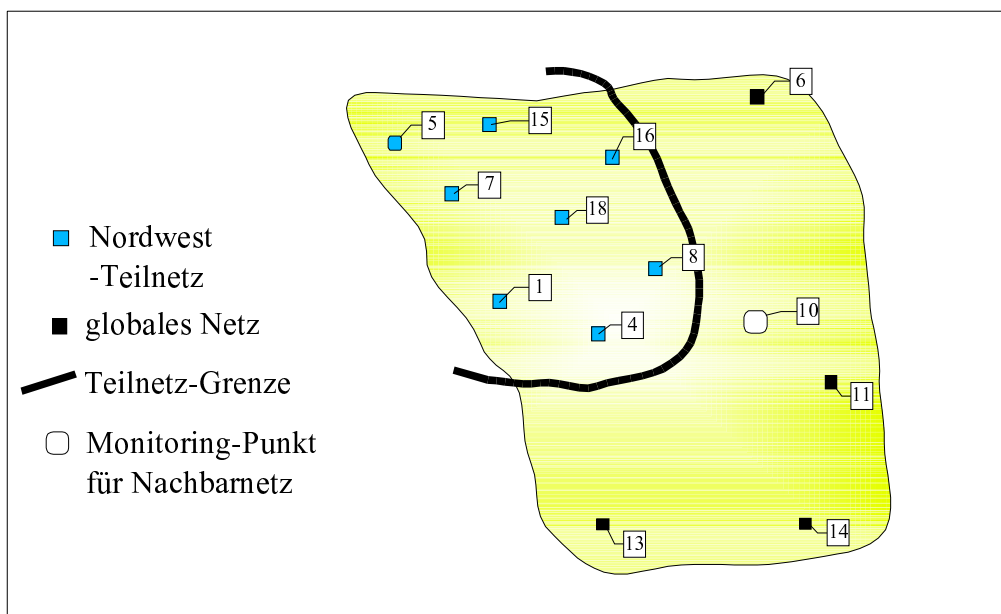 6
5
15
16
7
18
8
1
4
10
11
13
14
Nordwest
-Teilnetz
globales Netz
Teilnetz-Grenze
Monitoring-Punkt
für Nachbarnetz